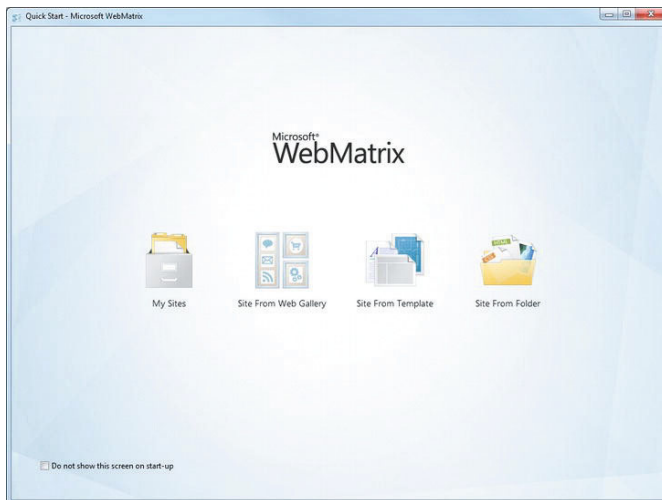 Quick Start - Microsoft WebMatrix
Microsoft®
WebMatrix
My Sites
Site From Web Gallery
Site From Template
Site From Folder
Do not show this screen on start-up